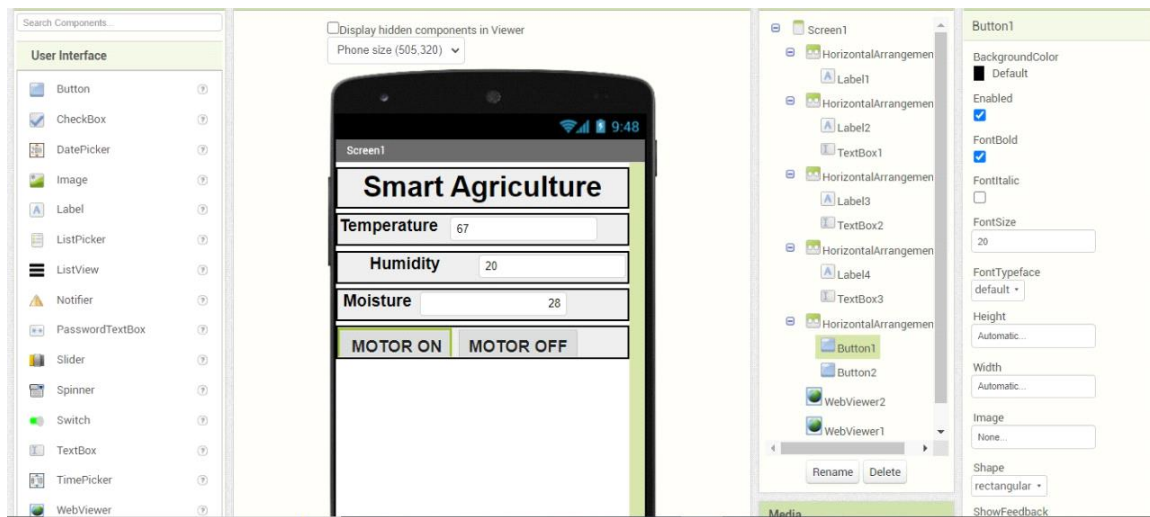 Search Components...
User Interface
Button
CheckBox
DatePicker
Image
Label
ListPicker
ListView
Notifier
PasswordTextBox
Slider
Spinner
Switch
TextBox
TimePicker
WebViewer
Display hidden components in Viewer
Phone size (505,320)
9:48
Screen1
Smart Agriculture
Temperature 67
Humidity 20
Moisture 28
MOTOR ON MOTOR OFF
Screen1
HorizontalArrangemen
Label1
HorizontalArrangemen
Label2
TextBox1
HorizontalArrangemen
Label3
TextBox2
HorizontalArrangemen
Label4
TextBox3
HorizontalArrangemen
Button1
Button2
WebViewer2
WebViewer1
Rename Delete
Media
Button1
BackgroundColor
Default
Enabled
FontBold
FontItalic
FontSize
20
FontTypeface
default
Height
Automatic...
Width
Automatic...
Image
None...
Shape
rectangular
ShowFeedback